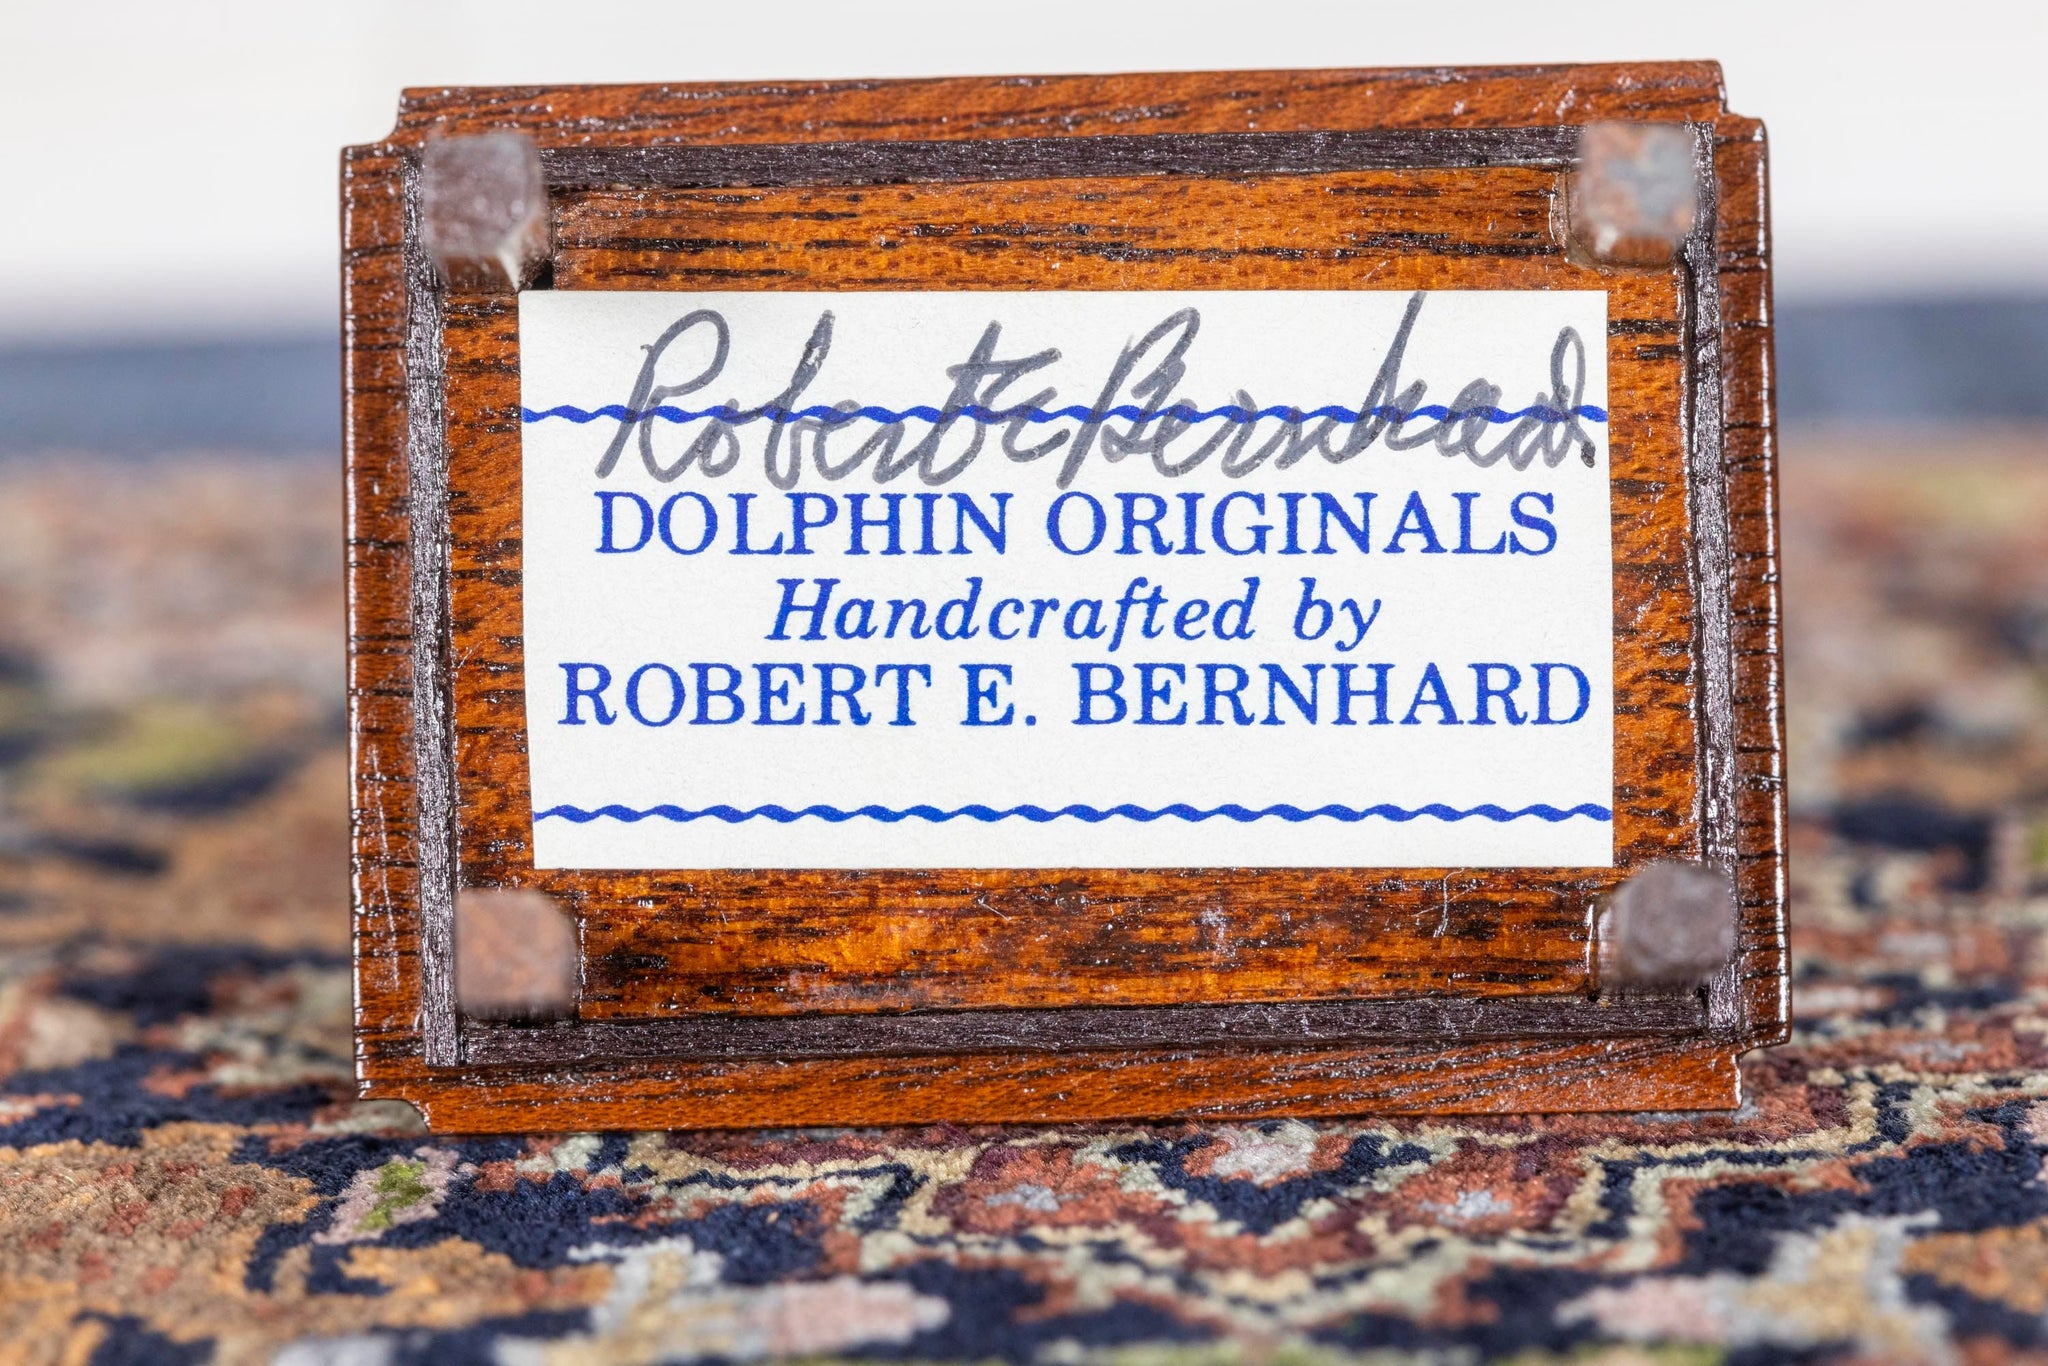 Robert E Bernhard.
DOLPHIN ORIGINALS
Handcrafted by
ROBERT E. BERNHARD